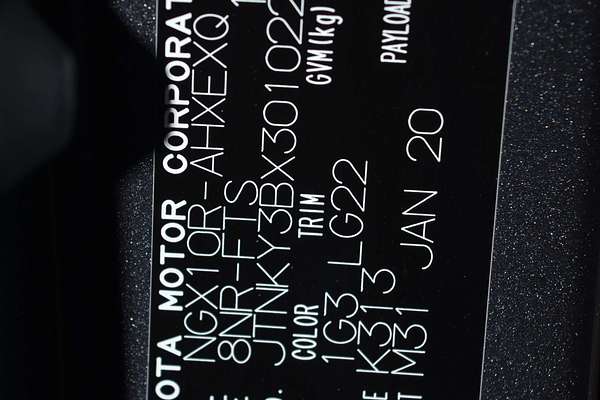 OTA MOTOR CORPORAT
NGX10R-AHXEXQ
8NR-FTS
JTNKY3BX301022
COLOR TRIM GVM(kg)
1G3 LG22 PAYLOAD
K313
M31 JAN 20